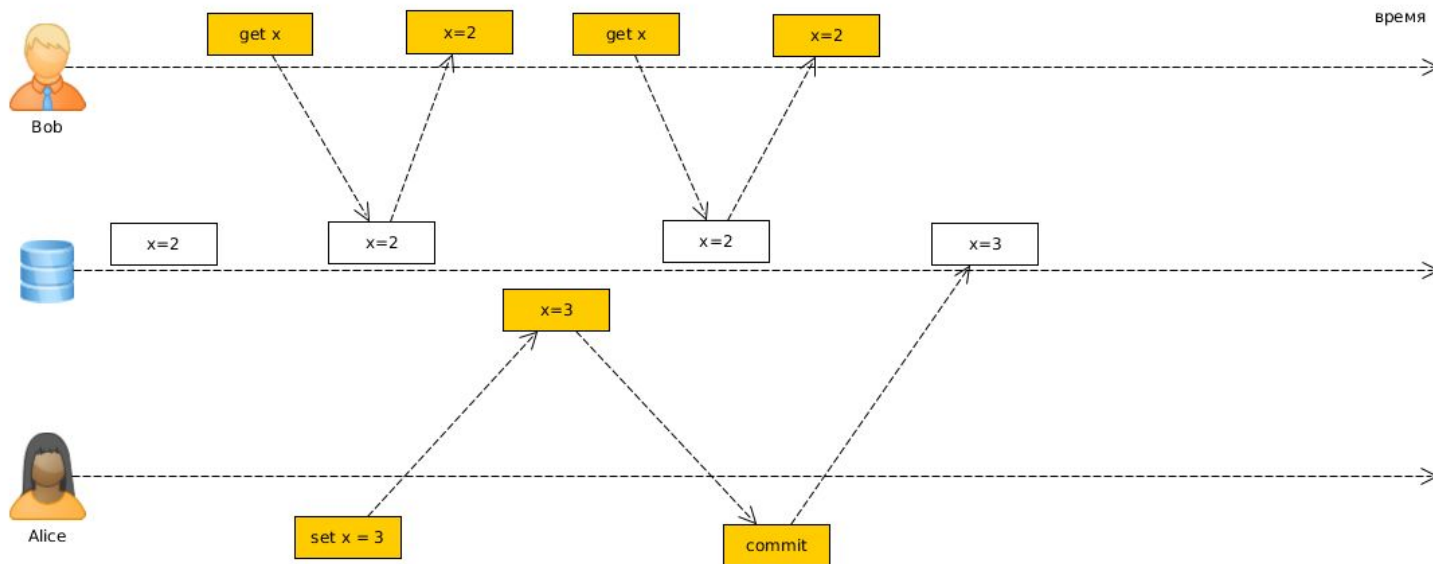 время
get x
x=2
get x
x=2
Bob
x=2
x=2
x=2
x=3
x=3
Alice
set x = 3
commit